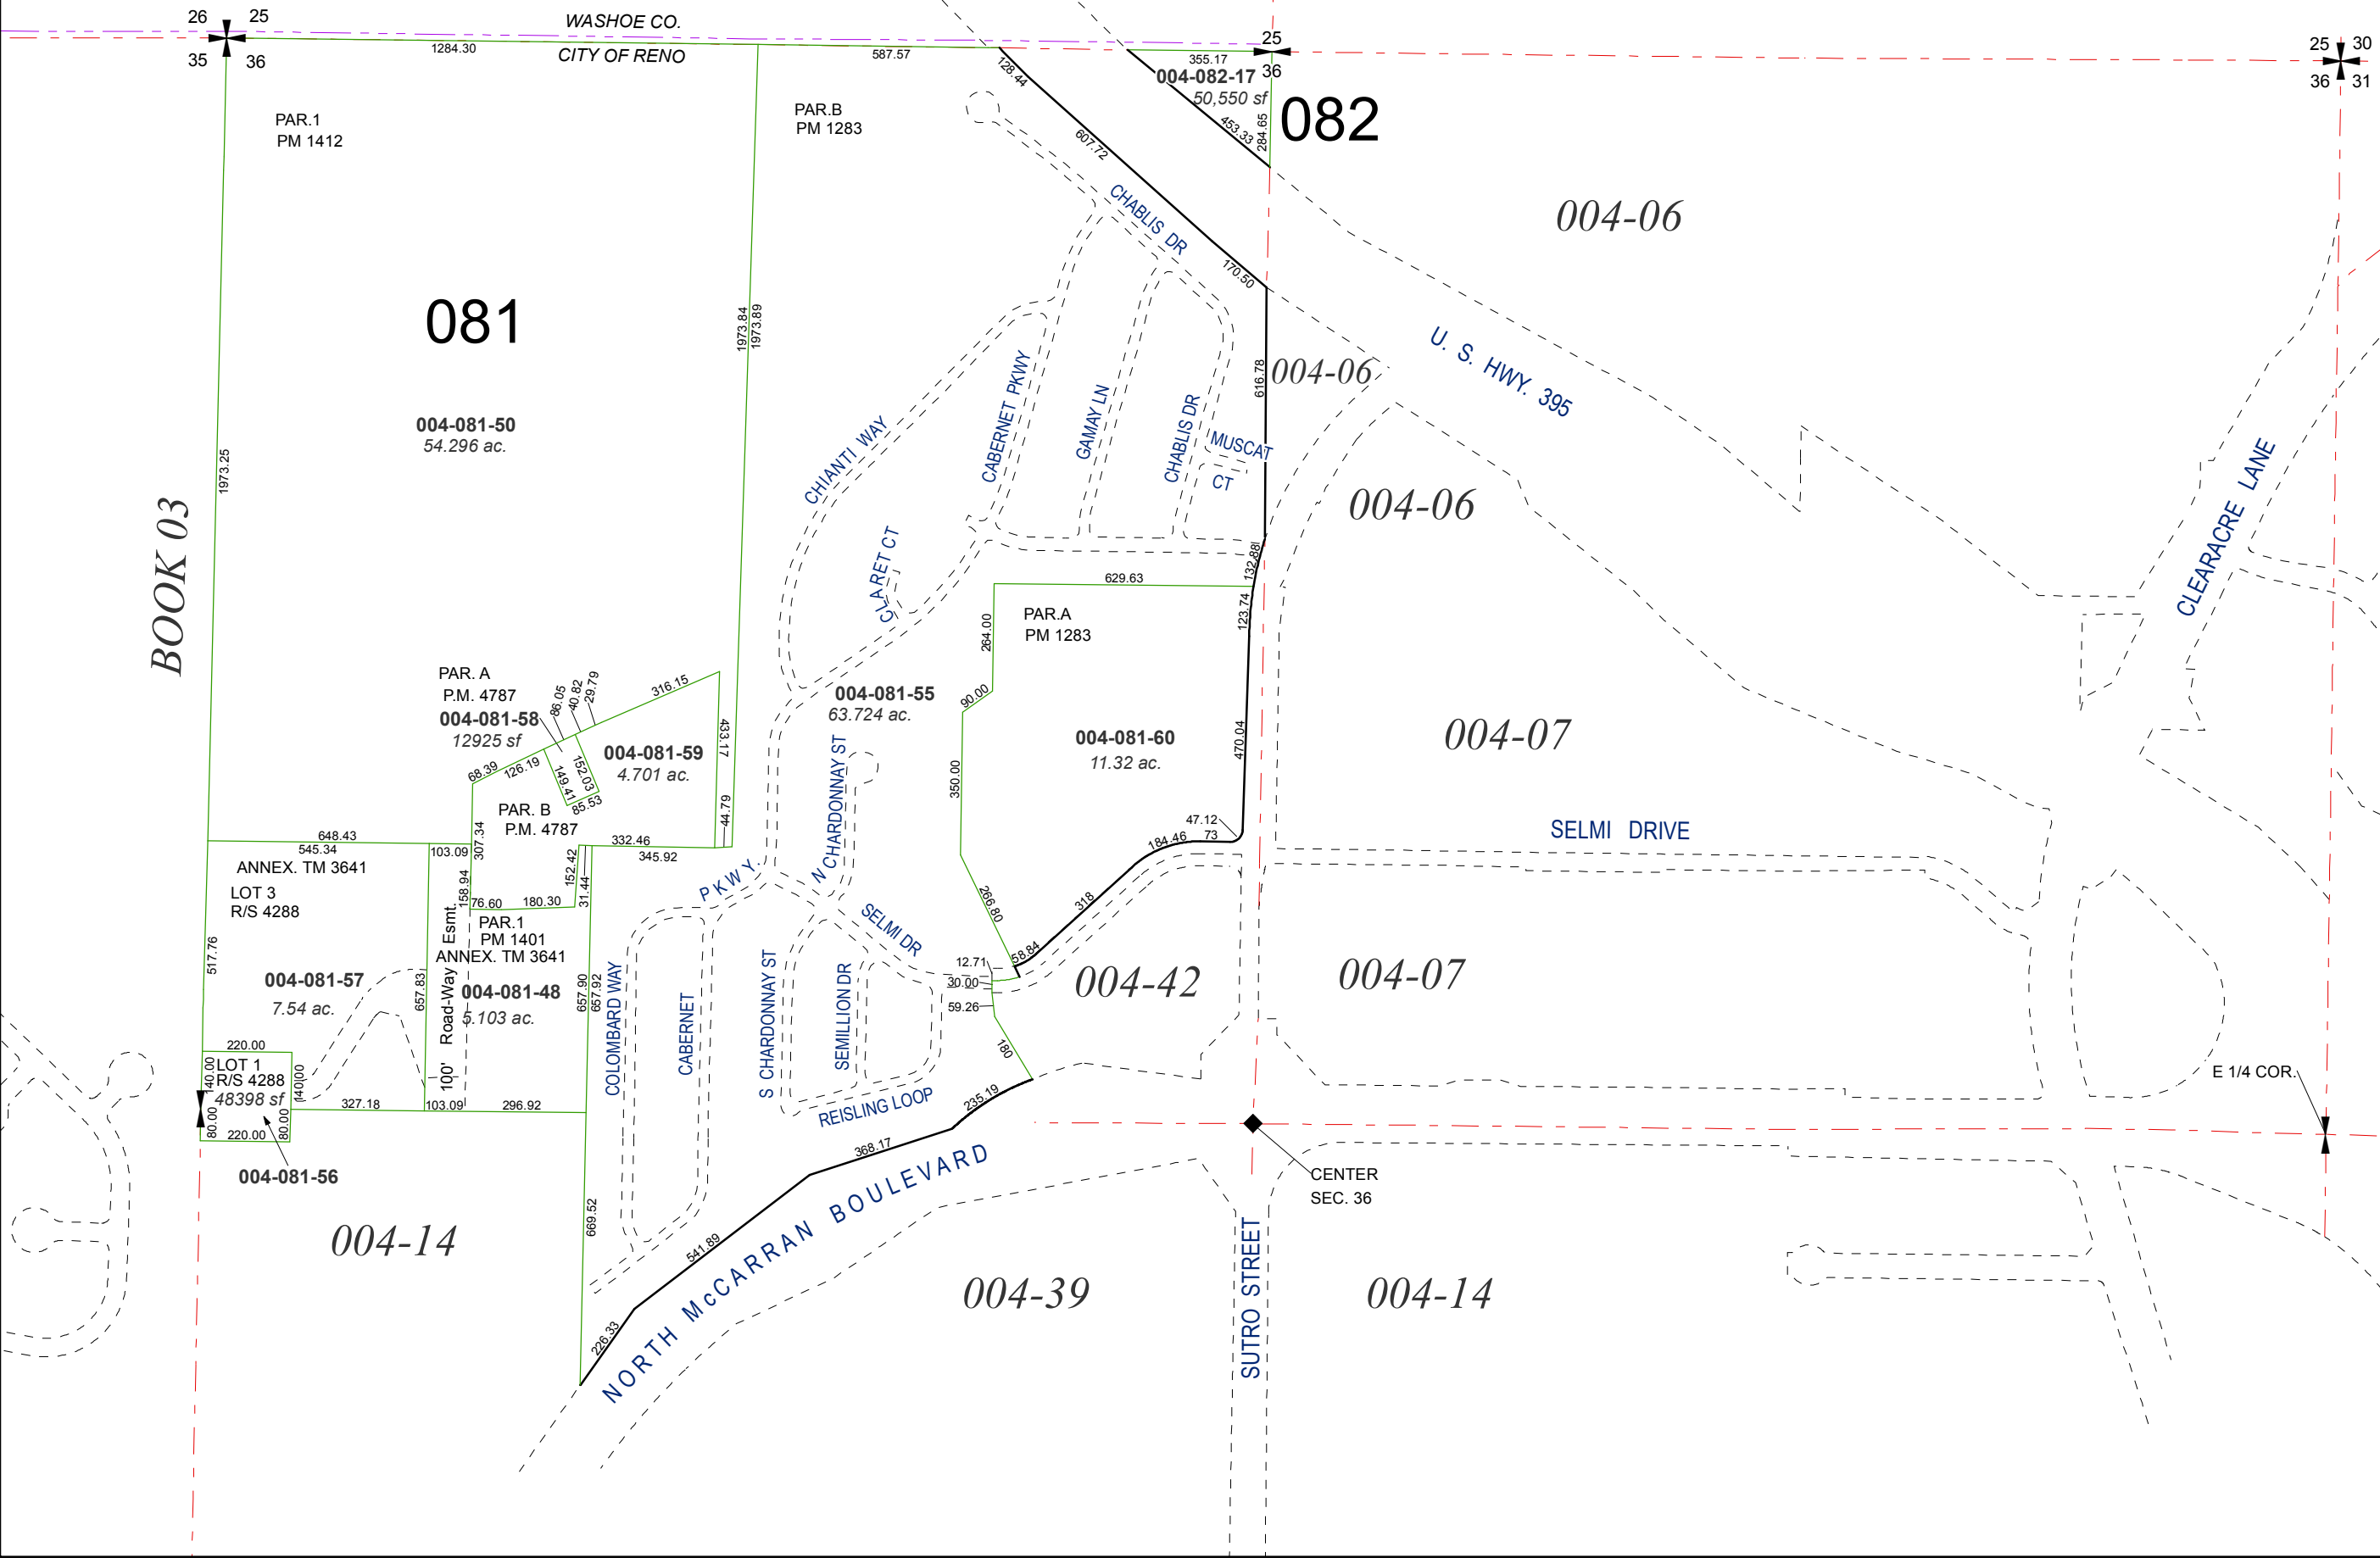 26
25
WASHOE CO.
35
36
1284.30
CITY OF RENO
587.57
128.44
355.17
25
36
004-082-17
50,550 sf
082
25
30
36
31
453.33
284.65
PAR.1
PM 1412
PAR.B
PM 1283
607.72
CHABLIS DR
170.50
004-06
081
1973.84
1973.89
616.78
004-06
U. S. HWY. 395
004-081-50
54.296 ac.
1973.25
BOOK 03
CHIANTI WAY
CABERNET PKWY
GAMAY LN
CHABLIS DR
MUSCAT
CT
004-06
CLEARACRE LANE
CLARET CT
132.88
629.63
123.74
264.00
PAR.A
PM 1283
90.00
PAR. A
P.M. 4787
004-081-58
12925 sf
86.05
40.82
29.79
316.15
433.17
004-081-59
4.701 ac.
68.39
126.19
149.41
152.03
85.53
PAR. B
P.M. 4787
004-081-55
63.724 ac.
N CHARDONNAY ST
350.00
004-081-60
11.32 ac.
470.04
004-07
44.79
47.12
73
184.46
SELMI DRIVE
648.43
545.34
103.09
307.34
332.46
345.92
152.42
31.44
ANNEX. TM 3641
LOT 3
R/S 4288
158.94
76.60
180.30
PKWY.
SELMI DR
266.80
318
58.84
PAR.1
PM 1401
ANNEX. TM 3641
517.76
004-081-57
7.54 ac.
657.83
100' Road-Way Esmt.
004-081-48
5.103 ac.
657.90
657.92
COLOMBARD WAY
CABERNET
S CHARDONNAY ST
SEMILLION DR
12.71
30.00
59.26
180
004-42
004-07
220.00
LOT 1
R/S 4288
48398 sf
140.00
140.00
80.00
80.00
220.00
327.18
103.09
296.92
REISLING LOOP
235.19
E 1/4 COR.
004-081-56
368.17
NORTH McCARRAN BOULEVARD
CENTER
SEC. 36
669.52
541.89
226.33
004-14
004-39
SUTRO STREET
004-14